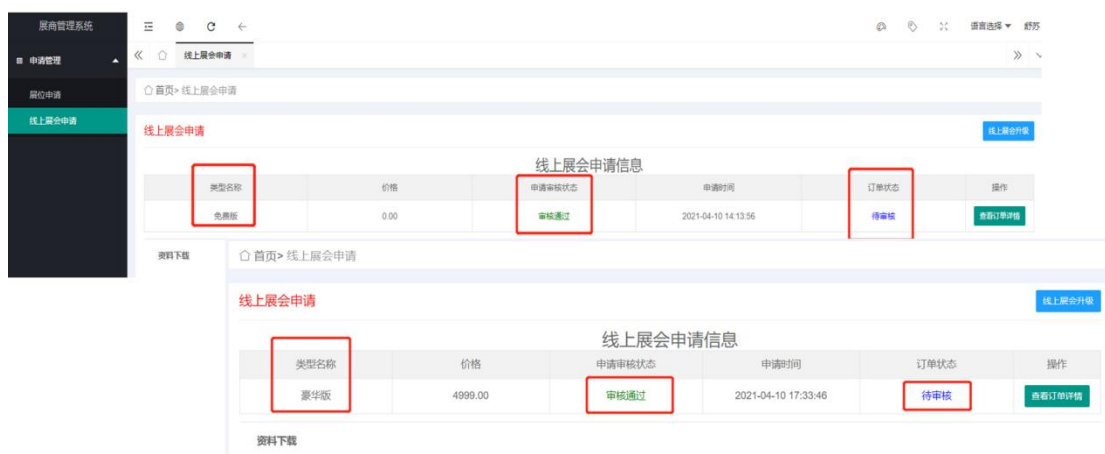 展商管理系统
语言选择 舒苏
申请管理
线上展会申请
展位申请
首页> 线上展会申请
线上展会申请
线上展会申请
线上展会升级
线上展会申请信息
类型名称 价格 申请审核状态 申请时间 订单状态 操作
免费版 0.00 审核通过 2021-04-10 14:13:56 待审核 查看订单详情
资料下载
首页> 线上展会申请
线上展会申请
线上展会升级
线上展会申请信息
类型名称 价格 申请审核状态 申请时间 订单状态 操作
豪华版 4999.00 审核通过 2021-04-10 17:33:46 待审核 查看订单详情
资料下载